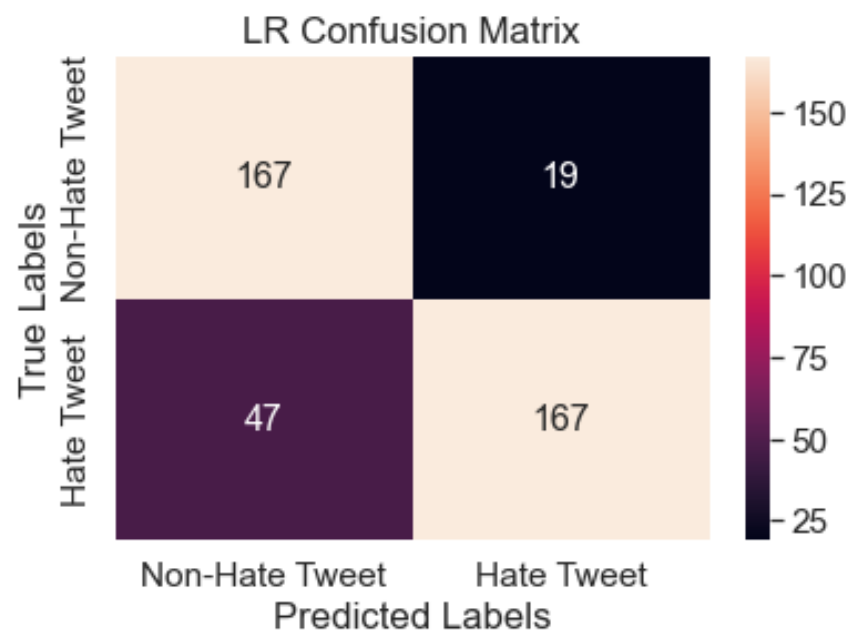 LR Confusion Matrix
True Labels
Non-Hate Tweet
Hate Tweet
167
19
47
167
150
125
100
75
50
25
Non-Hate Tweet
Hate Tweet
Predicted Labels